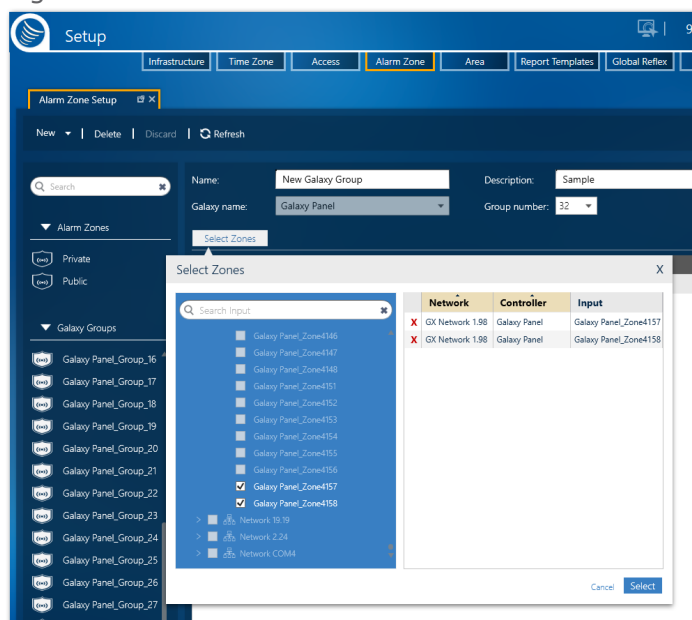 Setup
9
Infrastructure Time Zone Access Alarm Zone Area Report Templates Global Reflex
Alarm Zone Setup
New Delete Discard Refresh
Search
Name: New Galaxy Group Description: Sample
Galaxy name: Galaxy Panel Group number: 32
Select Zones
Alarm Zones
Private
Public
Galaxy Groups
Galaxy Panel_Group_16
Galaxy Panel_Group_17
Galaxy Panel_Group_18
Galaxy Panel_Group_19
Galaxy Panel_Group_20
Galaxy Panel_Group_21
Galaxy Panel_Group_22
Galaxy Panel_Group_23
Galaxy Panel_Group_24
Galaxy Panel_Group_25
Galaxy Panel_Group_26
Galaxy Panel_Group_27
Select Zones X
Search Input
Galaxy Panel_Zone4146
Galaxy Panel_Zone4147
Galaxy Panel_Zone4148
Galaxy Panel_Zone4151
Galaxy Panel_Zone4152
Galaxy Panel_Zone4153
Galaxy Panel_Zone4154
Galaxy Panel_Zone4155
Galaxy Panel_Zone4156
Galaxy Panel_Zone4157
Galaxy Panel_Zone4158
Network 19.19
Network 2.24
Network COM4
Network Controller Input
X GX Network 1.98 Galaxy Panel Galaxy Panel_Zone4157
X GX Network 1.98 Galaxy Panel Galaxy Panel_Zone4158
Cancel Select